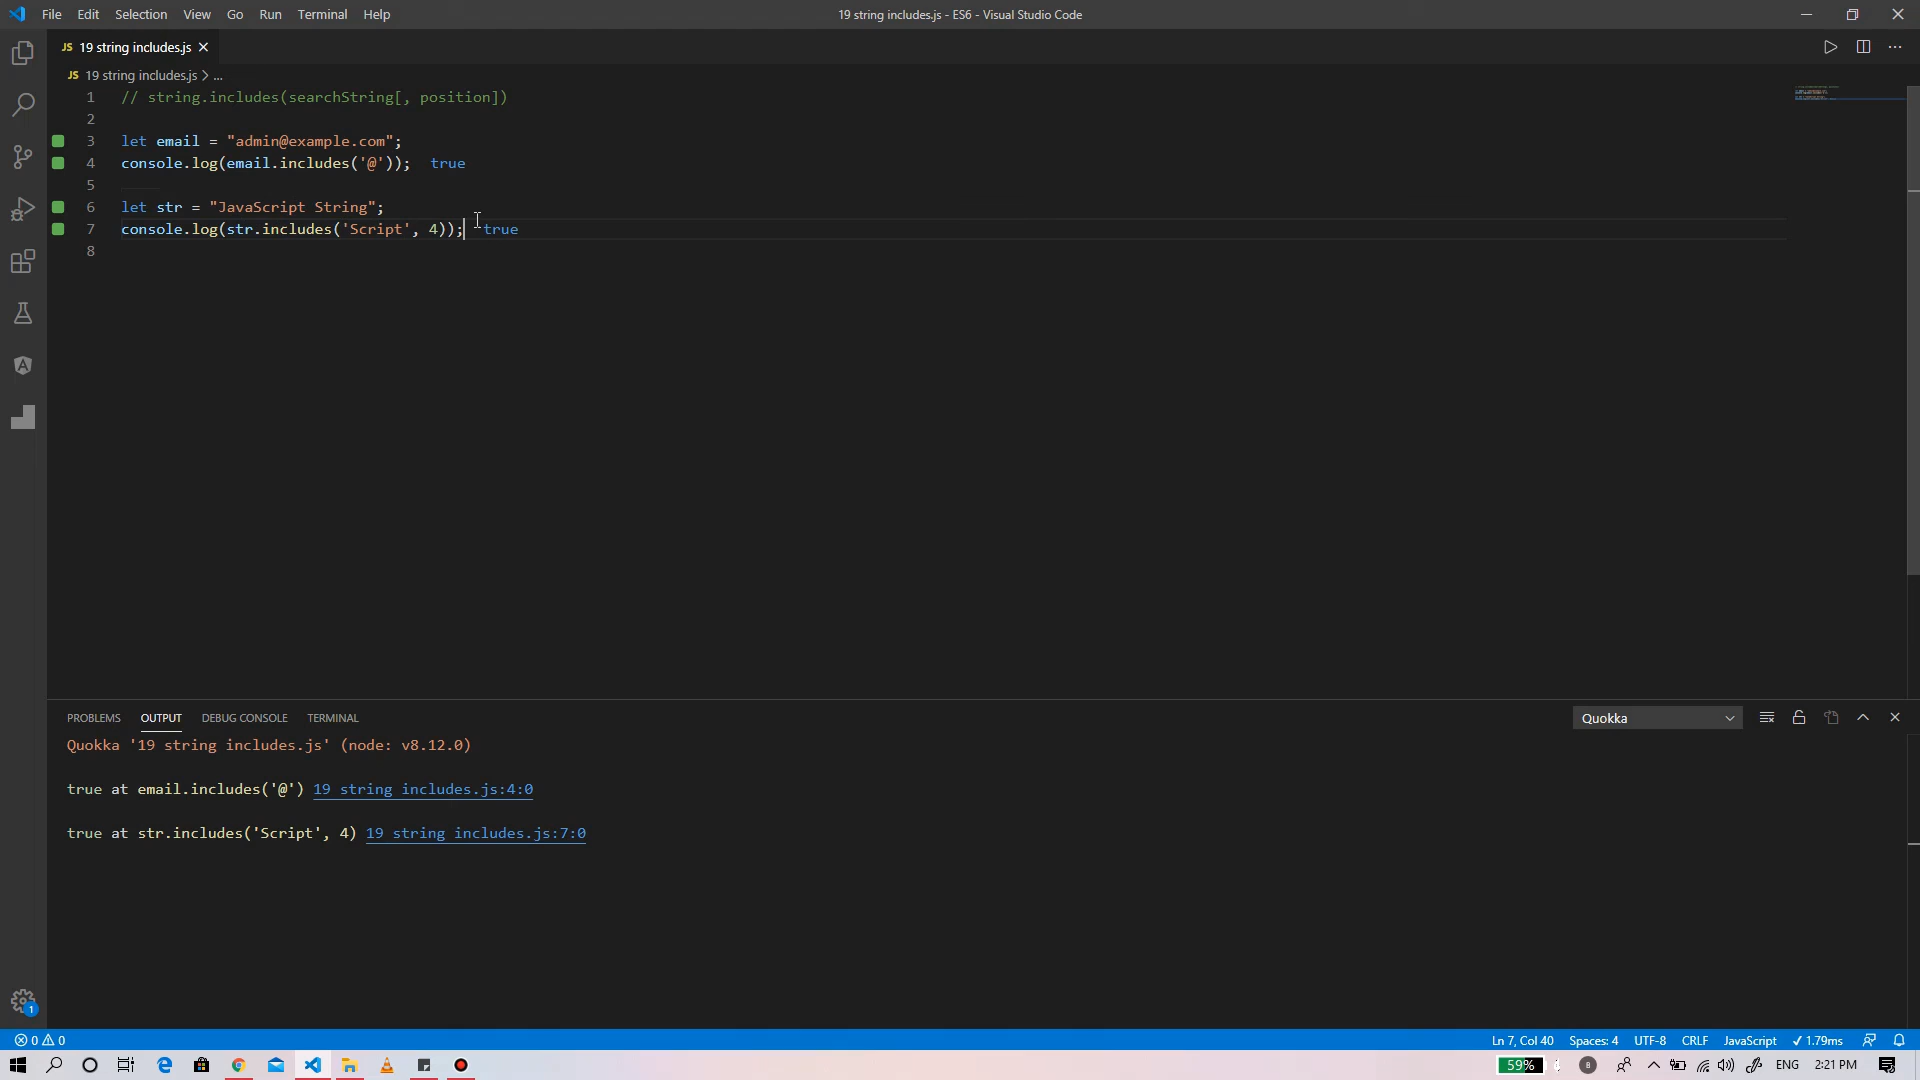 File Edit Selection View Go Run Terminal Help
19 string includes.js - ES6 - Visual Studio Code
JS 19 string includes.js
JS 19 string includes.js > ...
1 // string.includes(searchString[, position])
2
3 let email = "admin@example.com";
4 console.log(email.includes('@')); true
5
6 let str = "JavaScript String";
7 console.log(str.includes('Script', 4)); true
8
PROBLEMS OUTPUT DEBUG CONSOLE TERMINAL
Quokka
Quokka '19 string includes.js' (node: v8.12.0)
true at email.includes('@') 19 string includes.js:4:0
true at str.includes('Script', 4) 19 string includes.js:7:0
1
0 0
Ln 7, Col 40 Spaces: 4 UTF-8 CRLF JavaScript ✓ 1.79ms
59% 8 ENG 2:21 PM